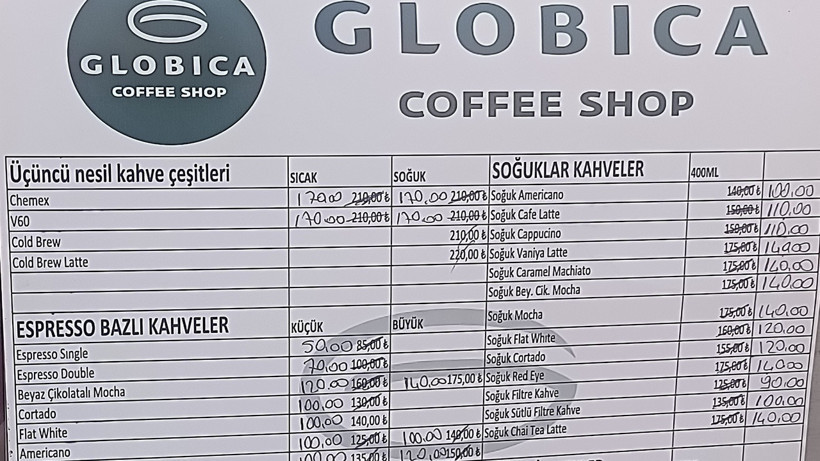 GLOBICA
COFFEE SHOP
GLOBICA
COFFEE SHOP
Üçüncü nesil kahve çeşitleri SICAK SOĞUK
Chemex 170.00 210,00₺ 170.00 210,00₺
V60 170.00 210,00₺ 170.00 210,00₺
Cold Brew 210,00₺
Cold Brew Latte 220,00₺
ESPRESSO BAZLI KAHVELER KÜÇÜK BÜYÜK
Espresso Single 50.00 85,00₺
Espresso Double 70.00 100,00₺
Beyaz Çikolatalı Mocha 120,00 160,00₺ 140.00 175,00₺
Cortado 100,00 130,00₺
Flat White 100,00 140,00₺
Americano 100,00 125,00₺ 100.00 140,00₺
100,00 135,00₺ 120,00 150,00₺
SOĞUKLAR KAHVELER 400ML
Soğuk Americano 140,00₺ 100,00
Soğuk Cafe Latte 150,00₺ 110,00
Soğuk Cappucino 150,00₺ 110,00
Soğuk Vaniya Latte 175,00₺ 140,00
Soğuk Caramel Machiato 175,00₺ 140,00
Soğuk Bey. Cik. Mocha 175,00₺ 140,00
Soğuk Mocha 175,00₺ 140,00
Soğuk Flat White 160,00₺ 120,00
Soğuk Cortado 155,00₺ 120,00
Soğuk Red Eye 175,00₺ 140,00
Soğuk Filtre Kahve 125,00₺ 90,00
Soğuk Sütlü Filtre Kahve 135,00₺ 100,00
Soğuk Chai Tea Latte 175,00₺ 140,00